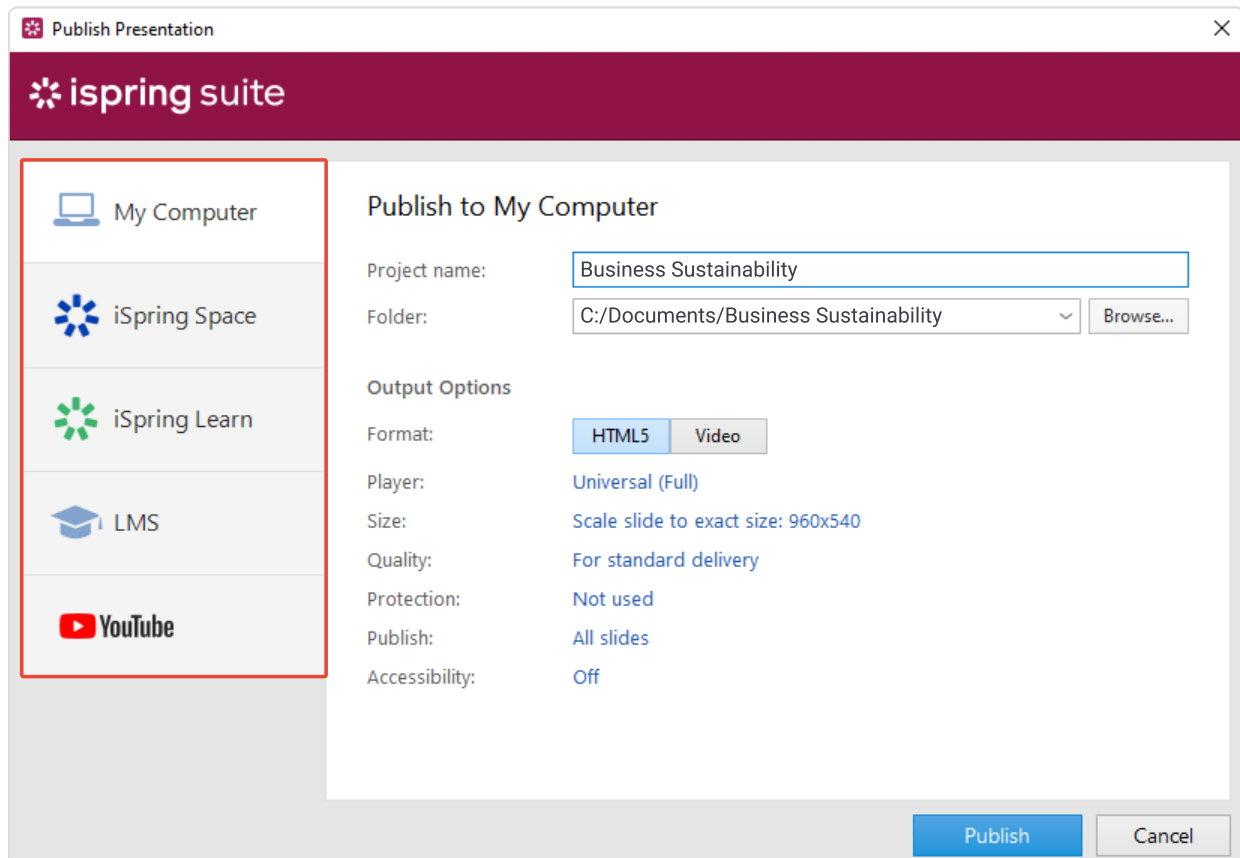 Publish Presentation
ispring suite
My Computer
iSpring Space
iSpring Learn
LMS
YouTube
Publish to My Computer
Project name: Business Sustainability
Folder: C:/Documents/Business Sustainability Browse...
Output Options
Format: HTML5 Video
Player: Universal (Full)
Size: Scale slide to exact size: 960x540
Quality: For standard delivery
Protection: Not used
Publish: All slides
Accessibility: Off
Publish Cancel